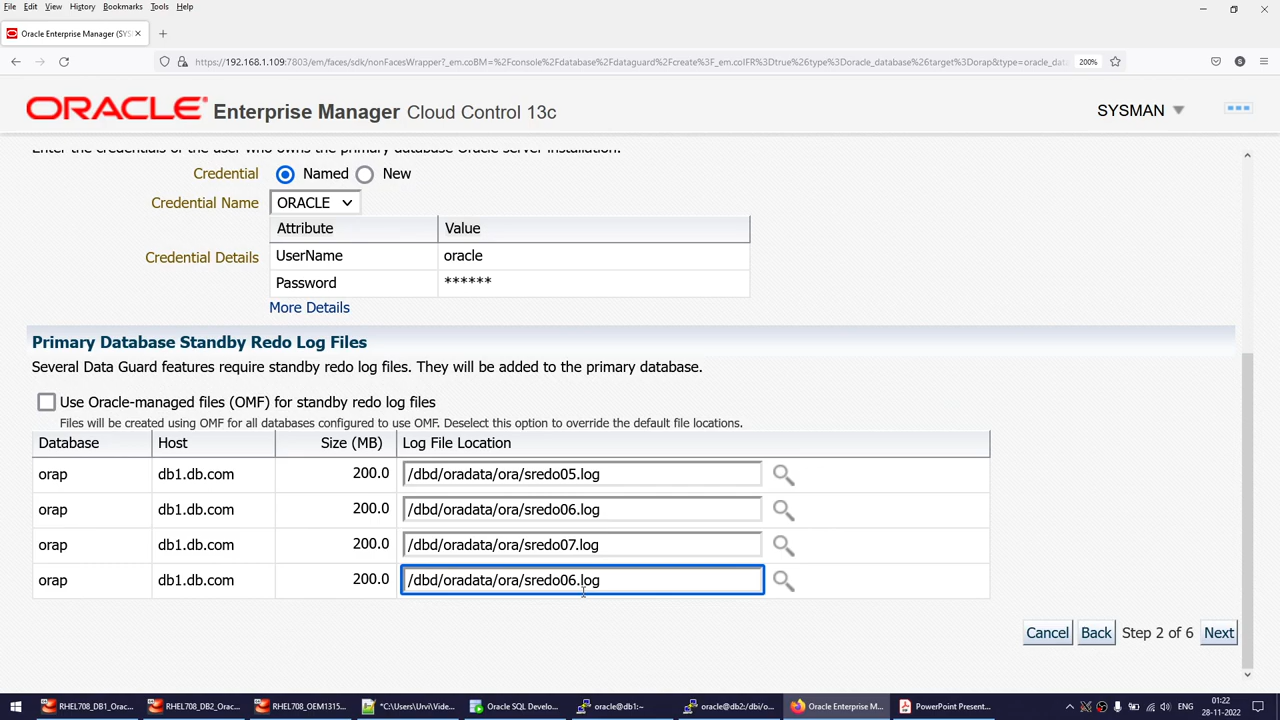 File Edit View History Bookmarks Tools Help
Oracle Enterprise Manager (SYS
https://192.168.1.109:7803/em/faces/sdk/nonFacesWrapper?_em.coBM=%2Fconsole%2Fdatabase%2Fdataguard%2Fcreate%3F_em.coIFR%3Dtrue%26type%3Doracle_database%26target%3Dorap&type=oracle_dat 200%
ORACLE Enterprise Manager Cloud Control 13c SYSMAN
Enter the credentials of the user who owns the primary database Oracle server installation.
Credential Named New
Credential Name ORACLE
Attribute Value
Credential Details UserName oracle
Password ******
More Details
Primary Database Standby Redo Log Files
Several Data Guard features require standby redo log files. They will be added to the primary database.
Use Oracle-managed files (OMF) for standby redo log files
Files will be created using OMF for all databases configured to use OMF. Deselect this option to override the default file locations.
Database Host Size (MB) Log File Location
orap db1.db.com 200.0 /dbd/oradata/ora/sredo05.log
orap db1.db.com 200.0 /dbd/oradata/ora/sredo06.log
orap db1.db.com 200.0 /dbd/oradata/ora/sredo07.log
orap db1.db.com 200.0 /dbd/oradata/ora/sredo06.log
Cancel Back Step 2 of 6 Next
RHEL708_DB1_Orac... RHEL708_DB2_Oracl... RHEL708_OEM1315... *C:\Users\Urvi\Docum... Oracle SQL Develo... oracle@db1:~ oracle@db2:/dbi/o... Oracle Enterprise M... PowerPoint Present... ENG 01:22
28-11-2022